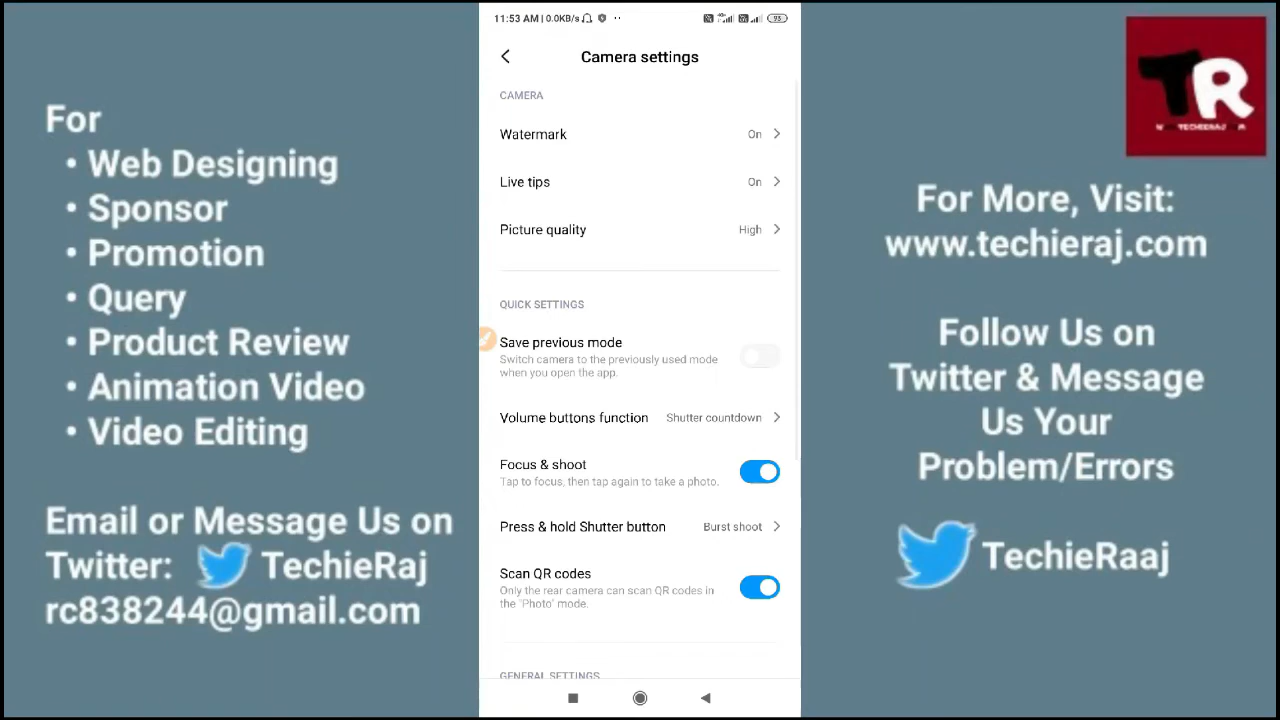 For
• Web Designing
• Sponsor
• Promotion
• Query
• Product Review
• Animation Video
• Video Editing
Email or Message Us on
Twitter: TechieRaj
rc838244@gmail.com
11:53 AM | 0.0KB/s
93
Camera settings
CAMERA
Watermark On
Live tips On
Picture quality High
QUICK SETTINGS
Save previous mode
Switch camera to the previously used mode
when you open the app.
Volume buttons function Shutter countdown
Focus & shoot
Tap to focus, then tap again to take a photo.
Press & hold Shutter button Burst shoot
Scan QR codes
Only the rear camera can scan QR codes in
the "Photo" mode.
GENERAL SETTINGS
TR
For More, Visit:
www.techieraj.com
Follow Us on
Twitter & Message
Us Your
Problem/Errors
TechieRaaj